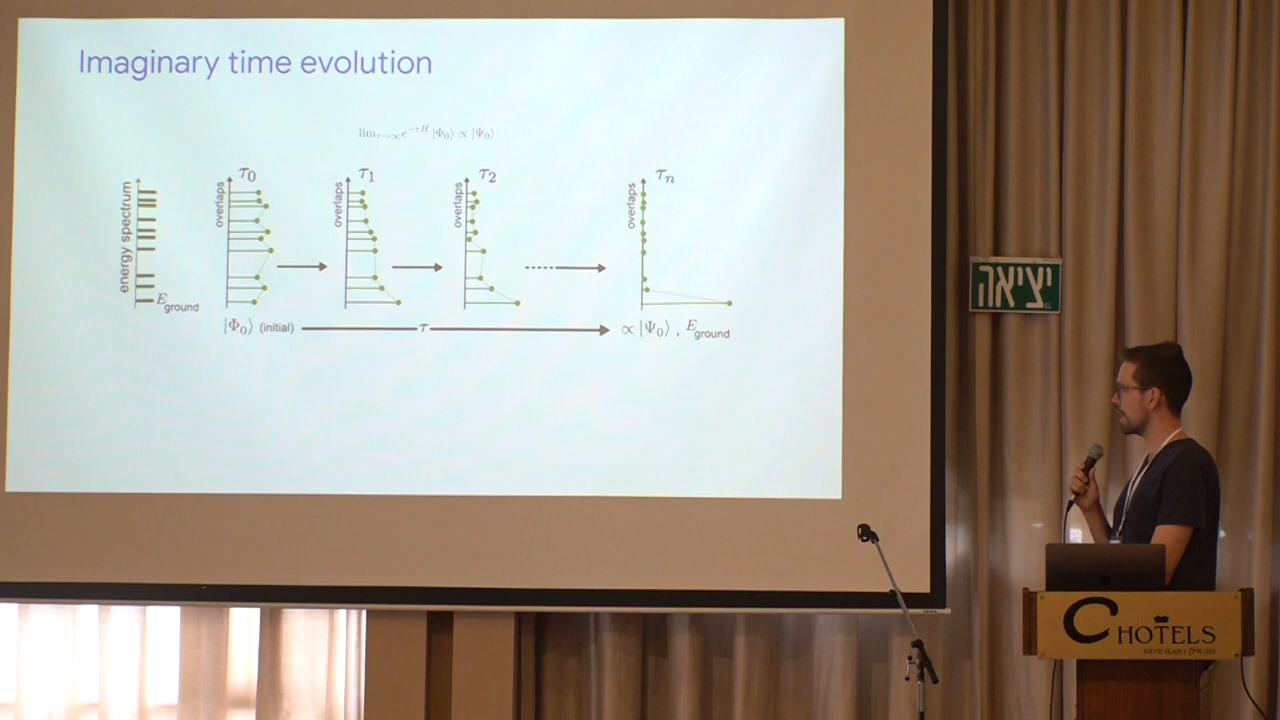 Imaginary time evolution
lim_{τ→∞} e^{−τH} |Φ₀⟩ ∝ |Ψ₀⟩
τ₀ τ₁ τ₂ τₙ
energy spectrum
overlaps
overlaps
overlaps
overlaps
E_ground
|Φ₀⟩ (initial) τ ∝ |Ψ₀⟩ , E_ground
יציאה
C HOTELS
NEVE ILAN